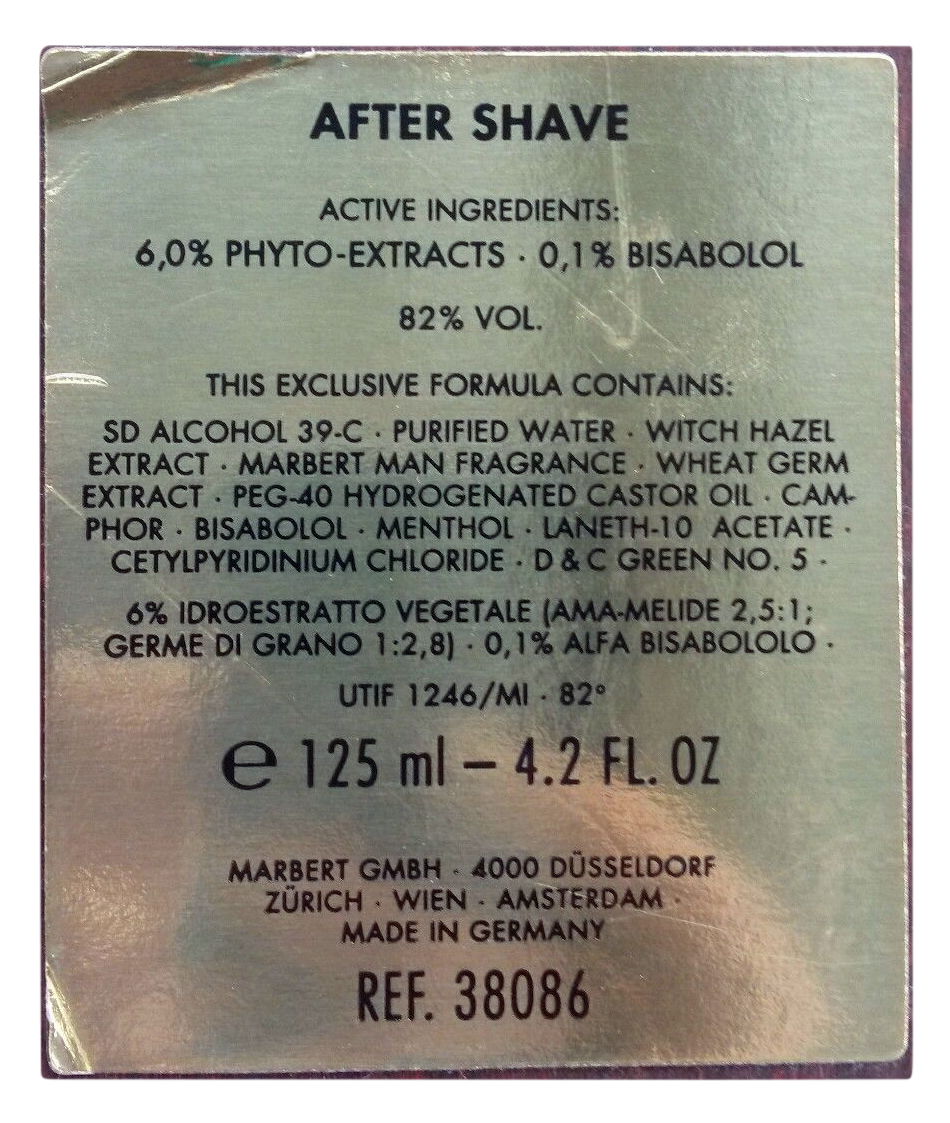 AFTER SHAVE
ACTIVE INGREDIENTS:
6,0% PHYTO-EXTRACTS · 0,1% BISABOLOL
82% VOL.
THIS EXCLUSIVE FORMULA CONTAINS:
SD ALCOHOL 39-C · PURIFIED WATER · WITCH HAZEL
EXTRACT · MARBERT MAN FRAGRANCE · WHEAT GERM
EXTRACT · PEG-40 HYDROGENATED CASTOR OIL · CAM-
PHOR · BISABOLOL · MENTHOL · LANETH-10 ACETATE ·
CETYLPYRIDINIUM CHLORIDE · D & C GREEN NO. 5 ·
6% IDROESTRATTO VEGETALE (AMA-MELIDE 2,5:1;
GERME DI GRANO 1:2,8) · 0,1% ALFA BISABOLOLO ·
UTIF 1246/MI · 82°
℮ 125 ml – 4.2 FL. OZ
MARBERT GMBH · 4000 DÜSSELDORF
ZÜRICH · WIEN · AMSTERDAM ·
MADE IN GERMANY
REF. 38086